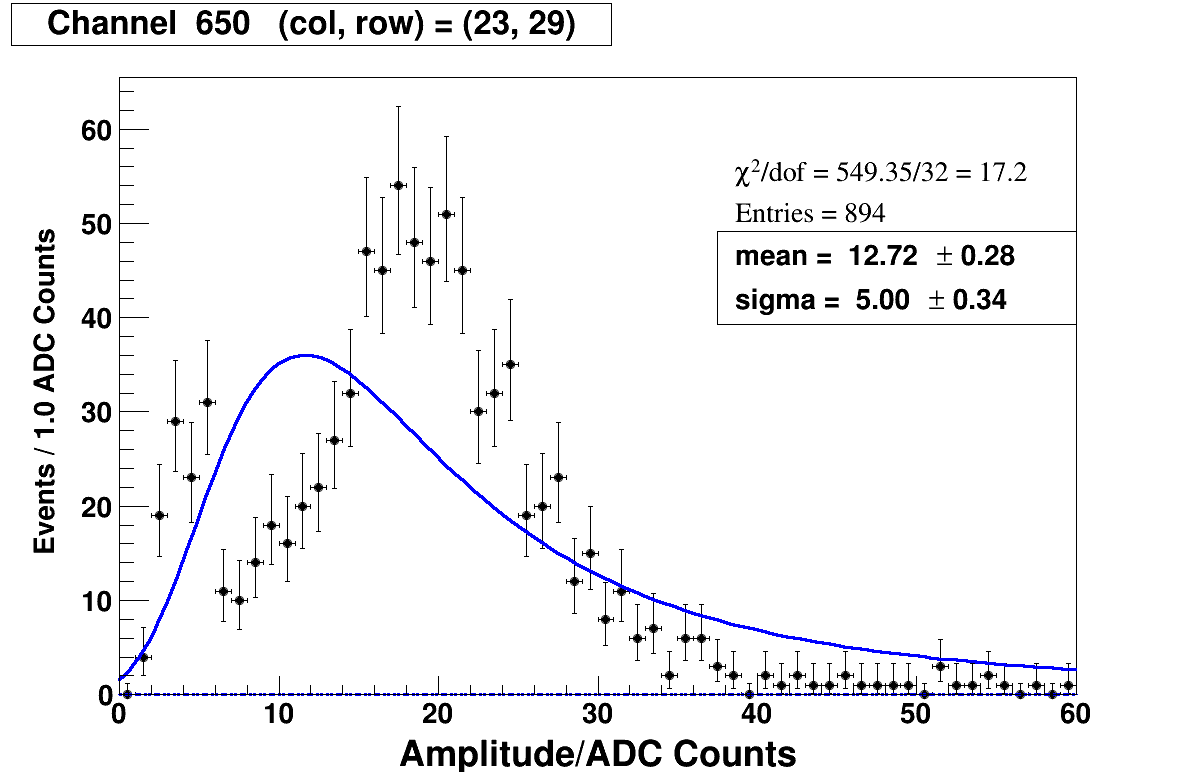 Channel 650 (col, row) = (23, 29)
χ²/dof = 549.35/32 = 17.2
Entries = 894
mean = 12.72 ± 0.28
sigma = 5.00 ± 0.34
Events / 1.0 ADC Counts
60
50
40
30
20
10
0
0 10 20 30 40 50 60
Amplitude/ADC Counts